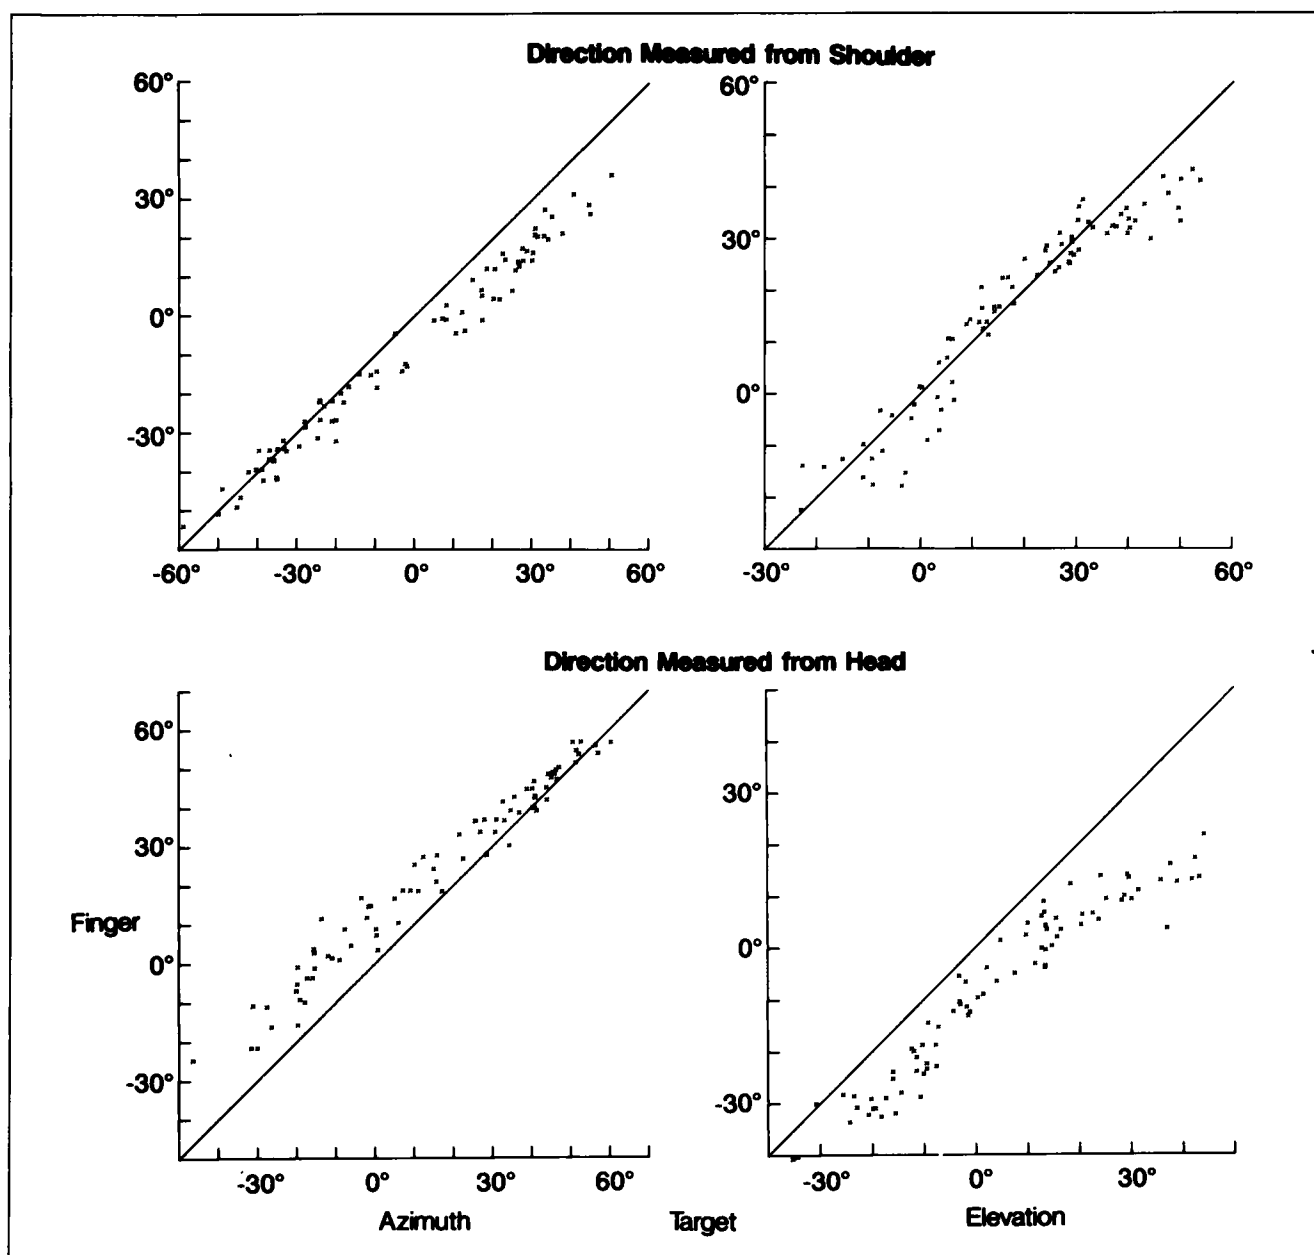 Direction Measured from Shoulder
60° 60°
30°
30°
0°
0°
-30°
-60° -30° 0° 30° 60° -30° 0° 30° 60°
Direction Measured from Head
60°
30°
30°
Finger
0°
0°
-30°
-30°
-30° 0° 30° 60° -30° 0° 30°
Azimuth Target Elevation